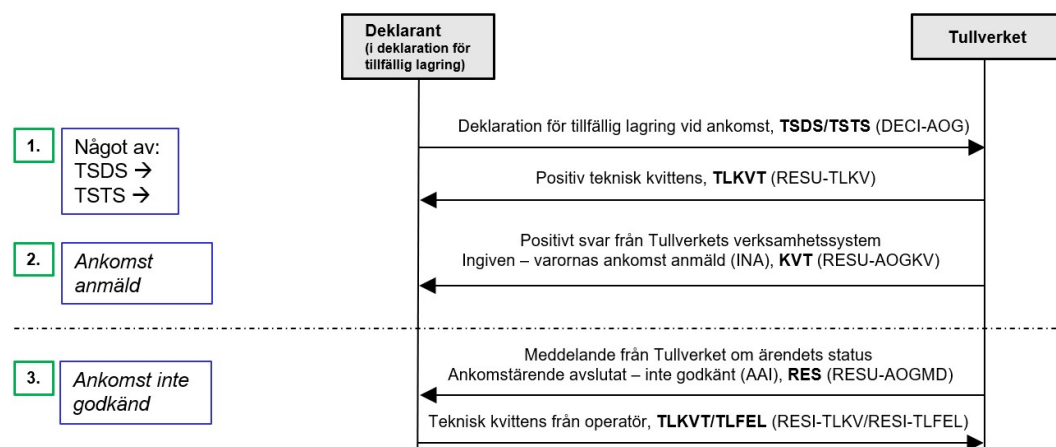 Deklarant
(i deklaration för
tillfällig lagring)
Tullverket
1.
Något av:
TSDS →
TSTS →
Deklaration för tillfällig lagring vid ankomst, TSDS/TSTS (DECI-AOG)
Positiv teknisk kvittens, TLKVT (RESU-TLKV)
2.
Ankomst
anmäld
Positivt svar från Tullverkets verksamhetssystem
Ingiven – varornas ankomst anmäld (INA), KVT (RESU-AOGKV)
3.
Ankomst inte
godkänd
Meddelande från Tullverket om ärendets status
Ankomstärende avslutat – inte godkänt (AAI), RES (RESU-AOGMD)
Teknisk kvittens från operatör, TLKVT/TLFEL (RESI-TLKV/RESI-TLFEL)